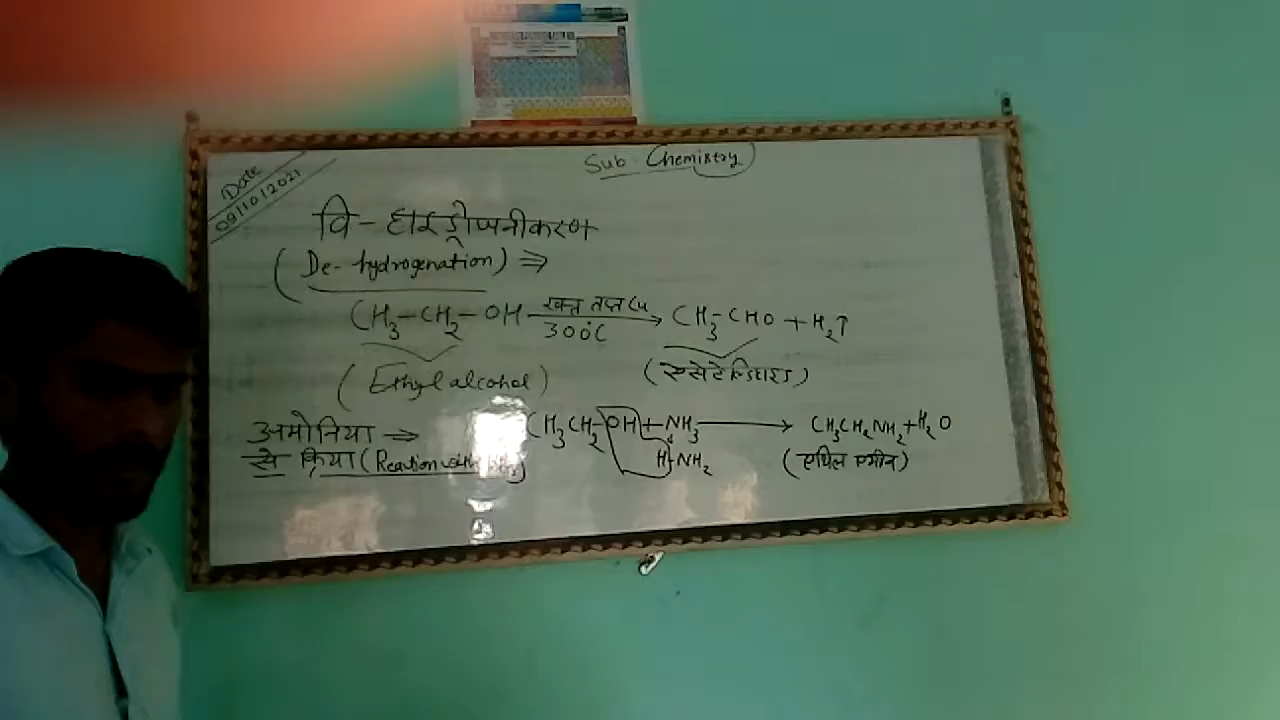 Sub - Chemistry
Date
09/10/2021
वि-हाइड्रोजनीकरण
(De-hydrogenation) ⇒
CH₃-CH₂-OH रक्त तप्त Cu 300°C → CH₃-CHO + H₂↑
(Ethyl alcohol) (एसेटेल्डिहाइड)
अमोनिया ⇒ CH₃CH₂-OH + NH₃ → CH₃CH₂NH₂ + H₂O
से क्रिया (Reaction with NH₃) H-NH₂ (एथिल एमीन)